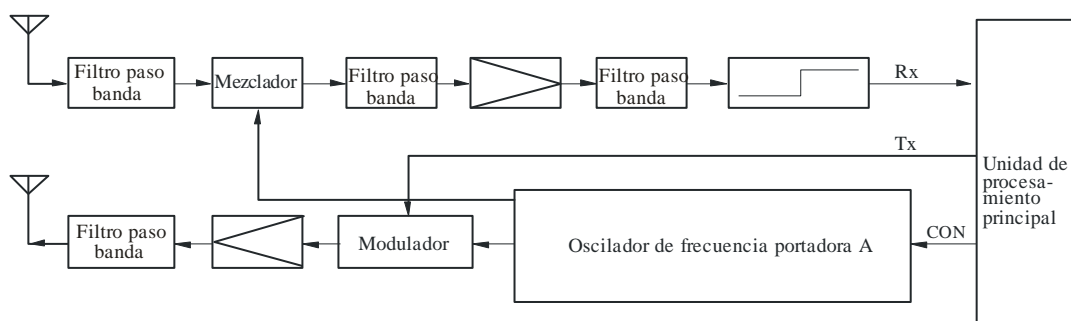 Filtro paso
banda
Mezclador
Filtro paso
banda
Filtro paso
banda
Rx
Tx
Unidad de
procesa-
miento
principal
Filtro paso
banda
Modulador
Oscilador de frecuencia portadora A
CON